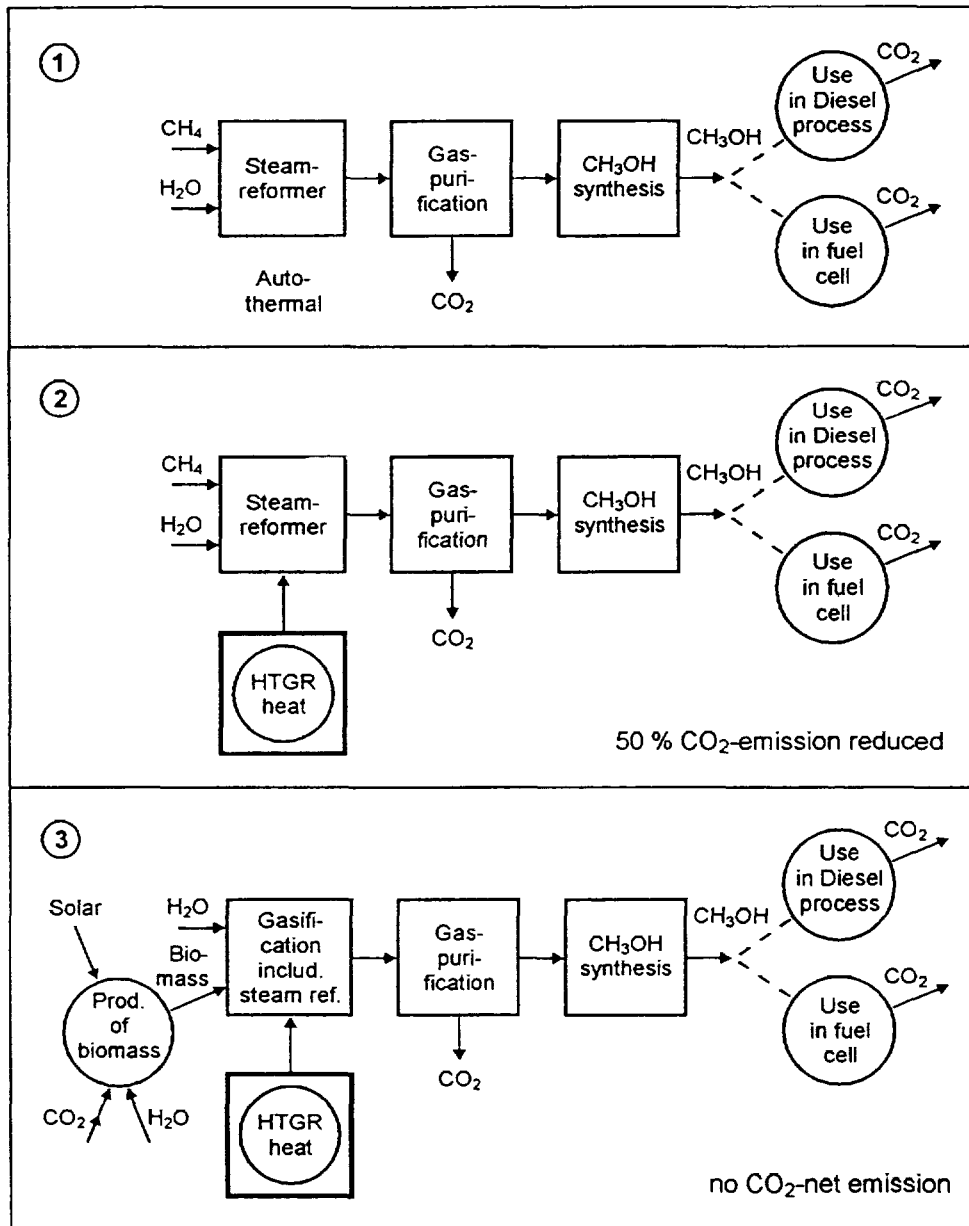 1
CH₄
H₂O
Steam-
reformer
Auto-
thermal
Gas-
puri-
fication
CO₂
CH₃OH
synthesis
CH₃OH
Use
in Diesel
process
CO₂
Use
in fuel
cell
CO₂
2
CH₄
H₂O
Steam-
reformer
HTGR
heat
Gas-
puri-
fication
CO₂
CH₃OH
synthesis
CH₃OH
Use
in Diesel
process
CO₂
Use
in fuel
cell
CO₂
50 % CO₂-emission reduced
3
Solar
Prod.
of
biomass
CO₂
H₂O
H₂O
Bio-
mass
Gasifi-
cation
includ.
steam ref.
HTGR
heat
Gas-
puri-
fication
CO₂
CH₃OH
synthesis
CH₃OH
Use
in Diesel
process
CO₂
Use
in fuel
cell
CO₂
no CO₂-net emission